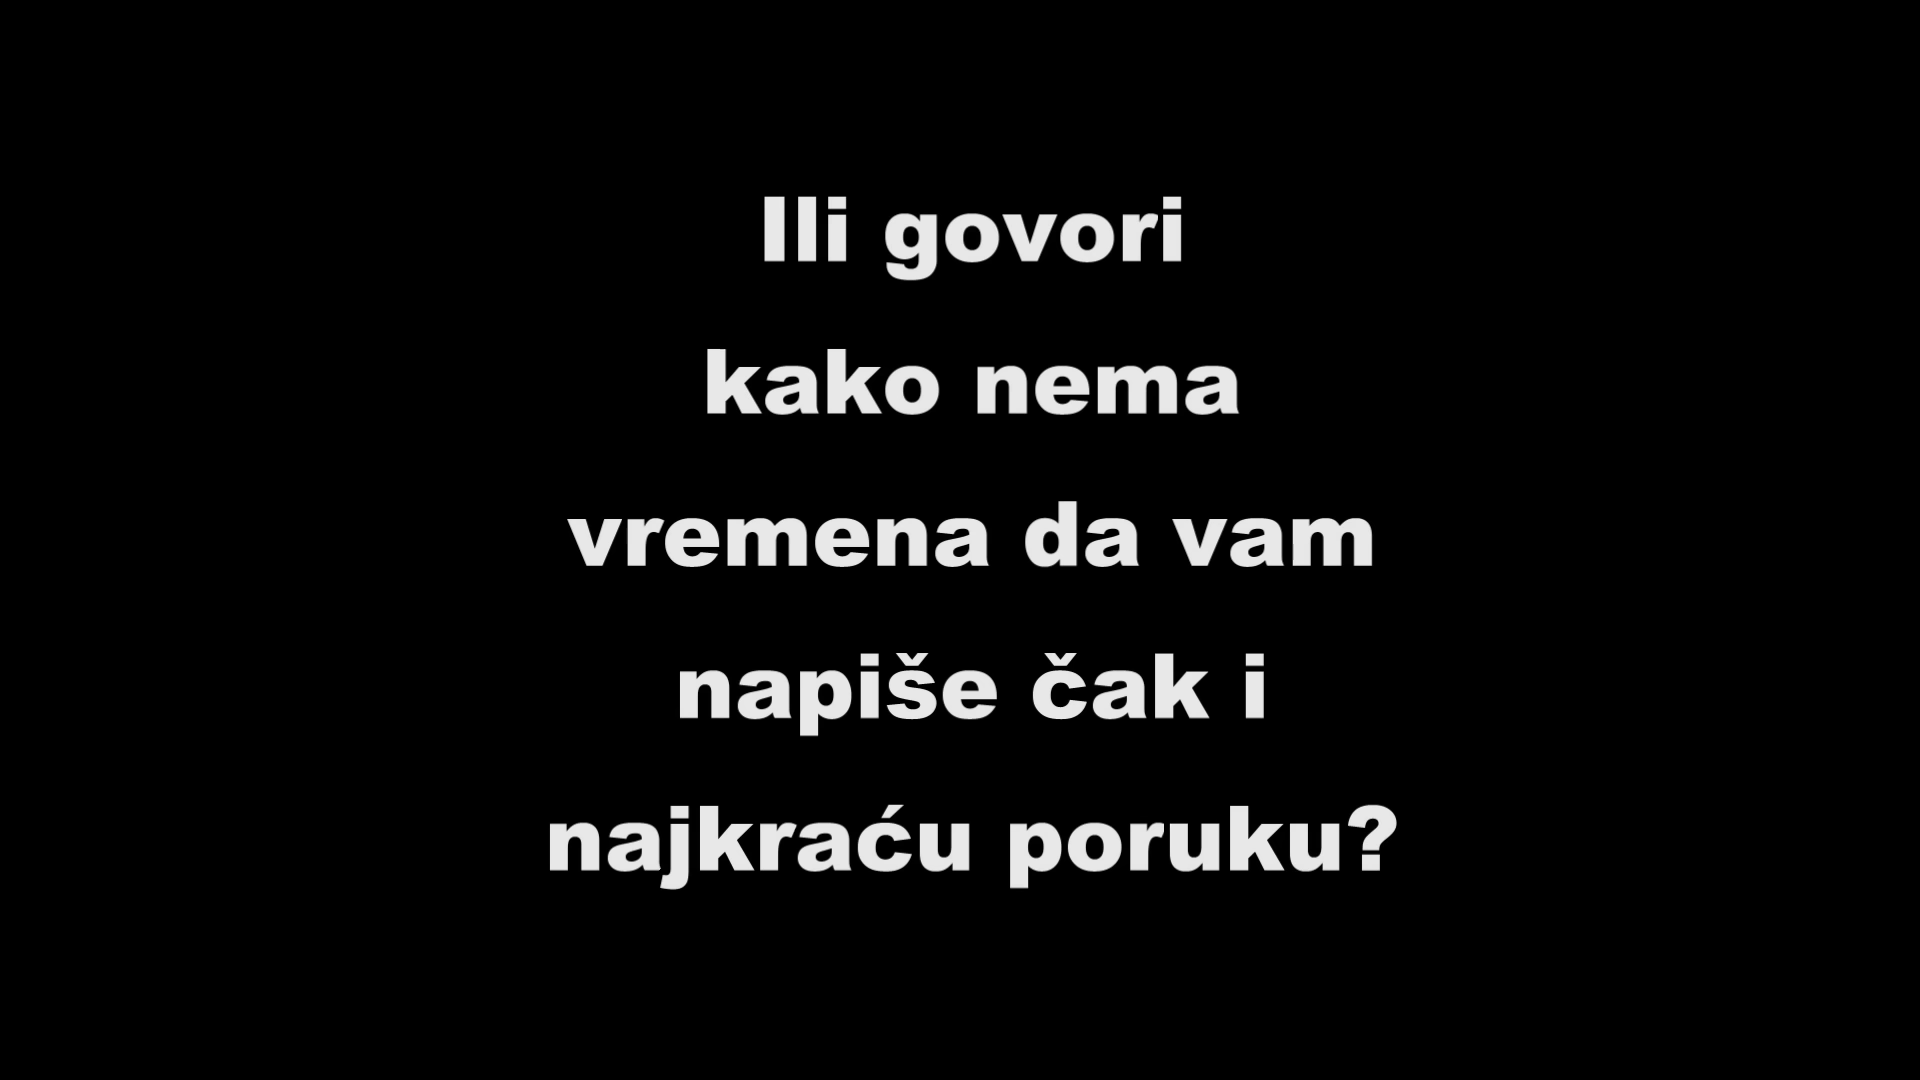 Ili govori
kako nema
vremena da vam
napiše čak i
najkraću poruku?